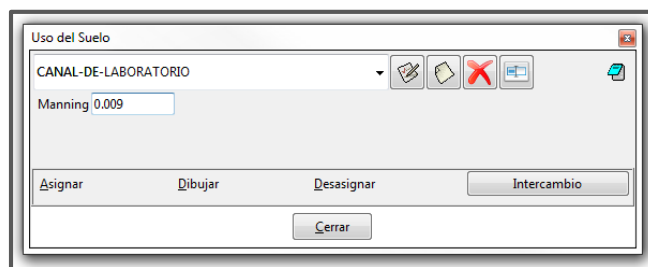 Uso del Suelo
CANAL-DE-LABORATORIO
Manning 0.009
Asignar Dibujar Desasignar Intercambio
Cerrar